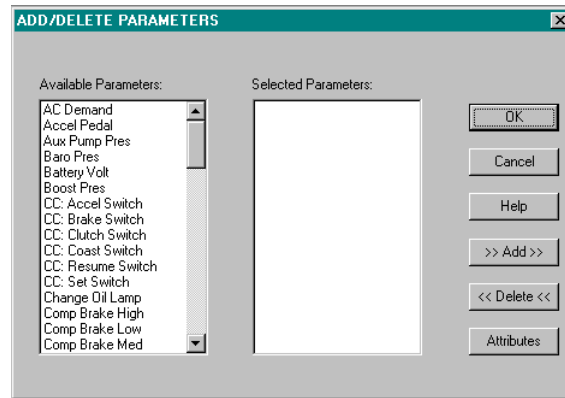 ADD/DELETE PARAMETERS
Available Parameters:
AC Demand
Accel Pedal
Aux Pump Pres
Baro Pres
Battery Volt
Boost Pres
CC: Accel Switch
CC: Brake Switch
CC: Clutch Switch
CC: Coast Switch
CC: Resume Switch
CC: Set Switch
Change Oil Lamp
Comp Brake High
Comp Brake Low
Comp Brake Med
Selected Parameters:
OK
Cancel
Help
>> Add >>
<< Delete <<
Attributes